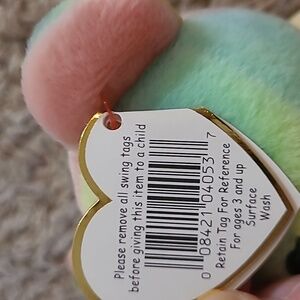 Please remove all swing tags
before giving this item to a child
0 08421 04053 7
Retain Tag For Reference
For ages 3 and up
Surface
Wash